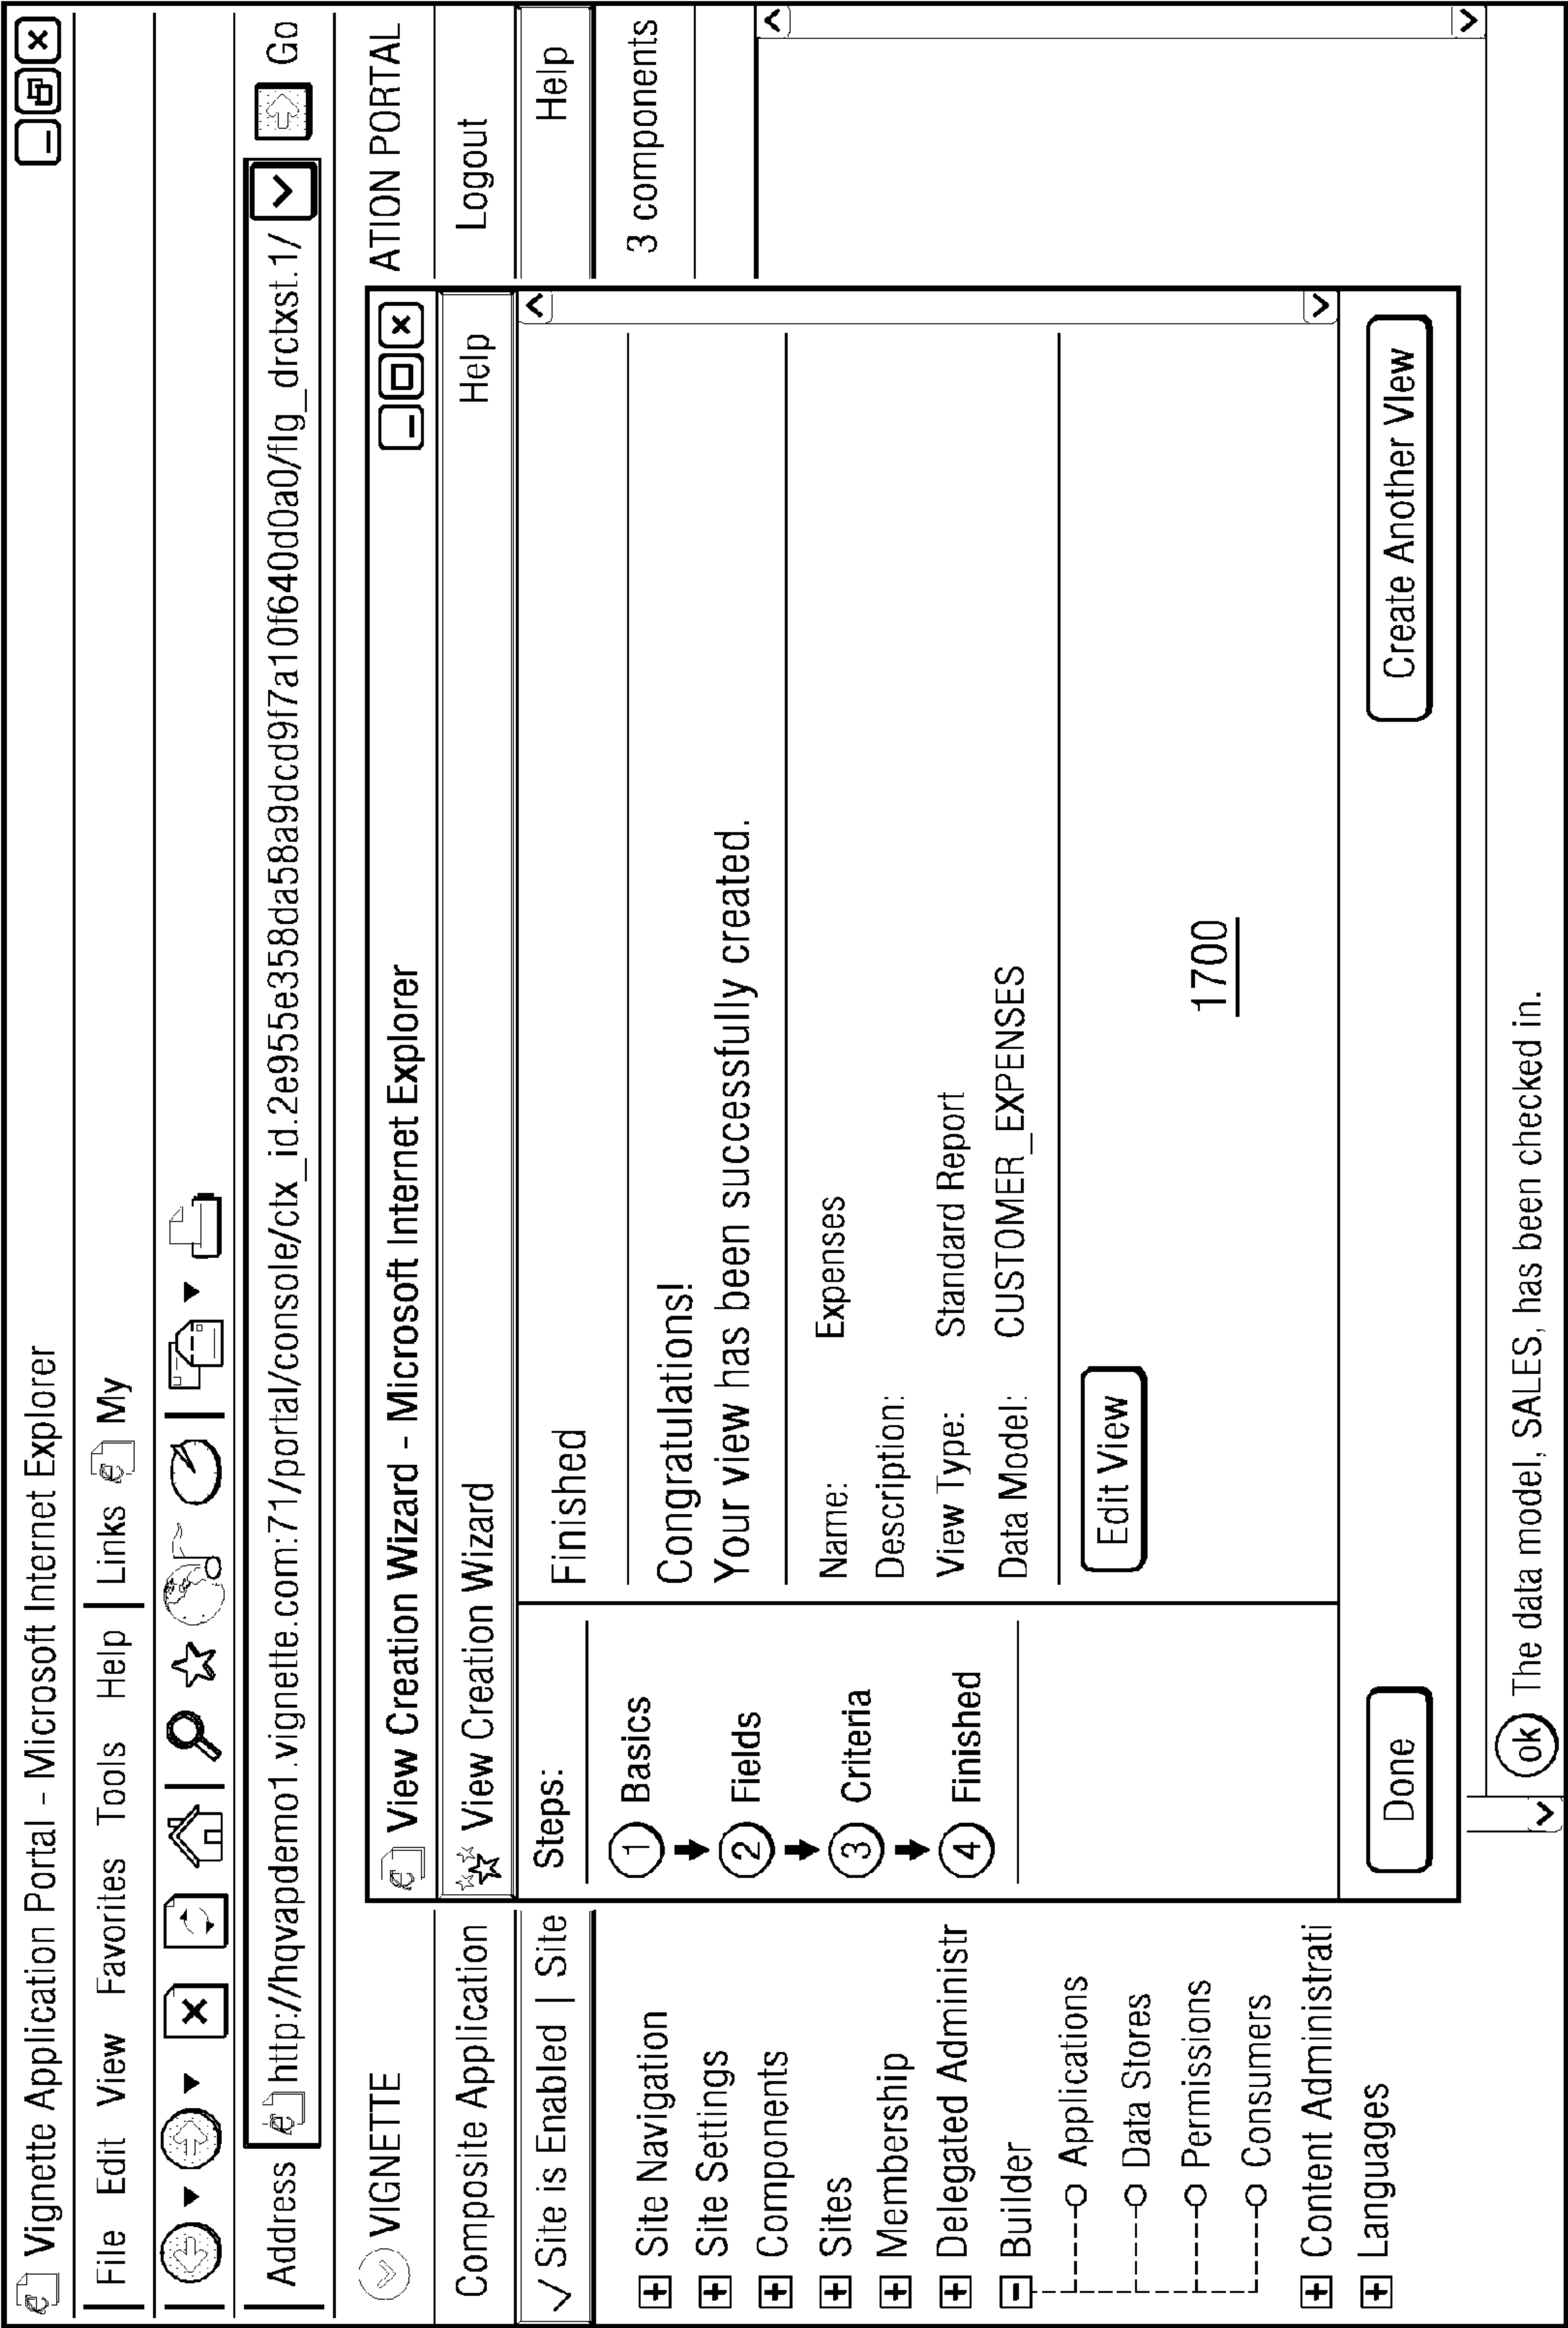 Vignette Application Portal - Microsoft Internet Explorer
File Edit View Favorites Tools Help Links My
Address http://hqvapdemo1.vignette.com:71/portal/console/ctx_id.2e955e358da58a9dcd9f7a10f640d0a0/flg_drctxst.1/ Go
VIGNETTE ATION PORTAL
Composite Application Logout
Site is Enabled | Site Help
3 components
Site Navigation
Site Settings
Components
Sites
Membership
Delegated Administr
Builder
Applications
Data Stores
Permissions
Consumers
Content Administrati
Languages
View Creation Wizard - Microsoft Internet Explorer
View Creation Wizard Help
Steps:
1 Basics
2 Fields
3 Criteria
4 Finished
Finished
Congratulations!
Your view has been successfully created.
Name: Expenses
Description:
View Type: Standard Report
Data Model: CUSTOMER_EXPENSES
Edit View
1700
Done Create Another VIew
ok The data model, SALES, has been checked in.